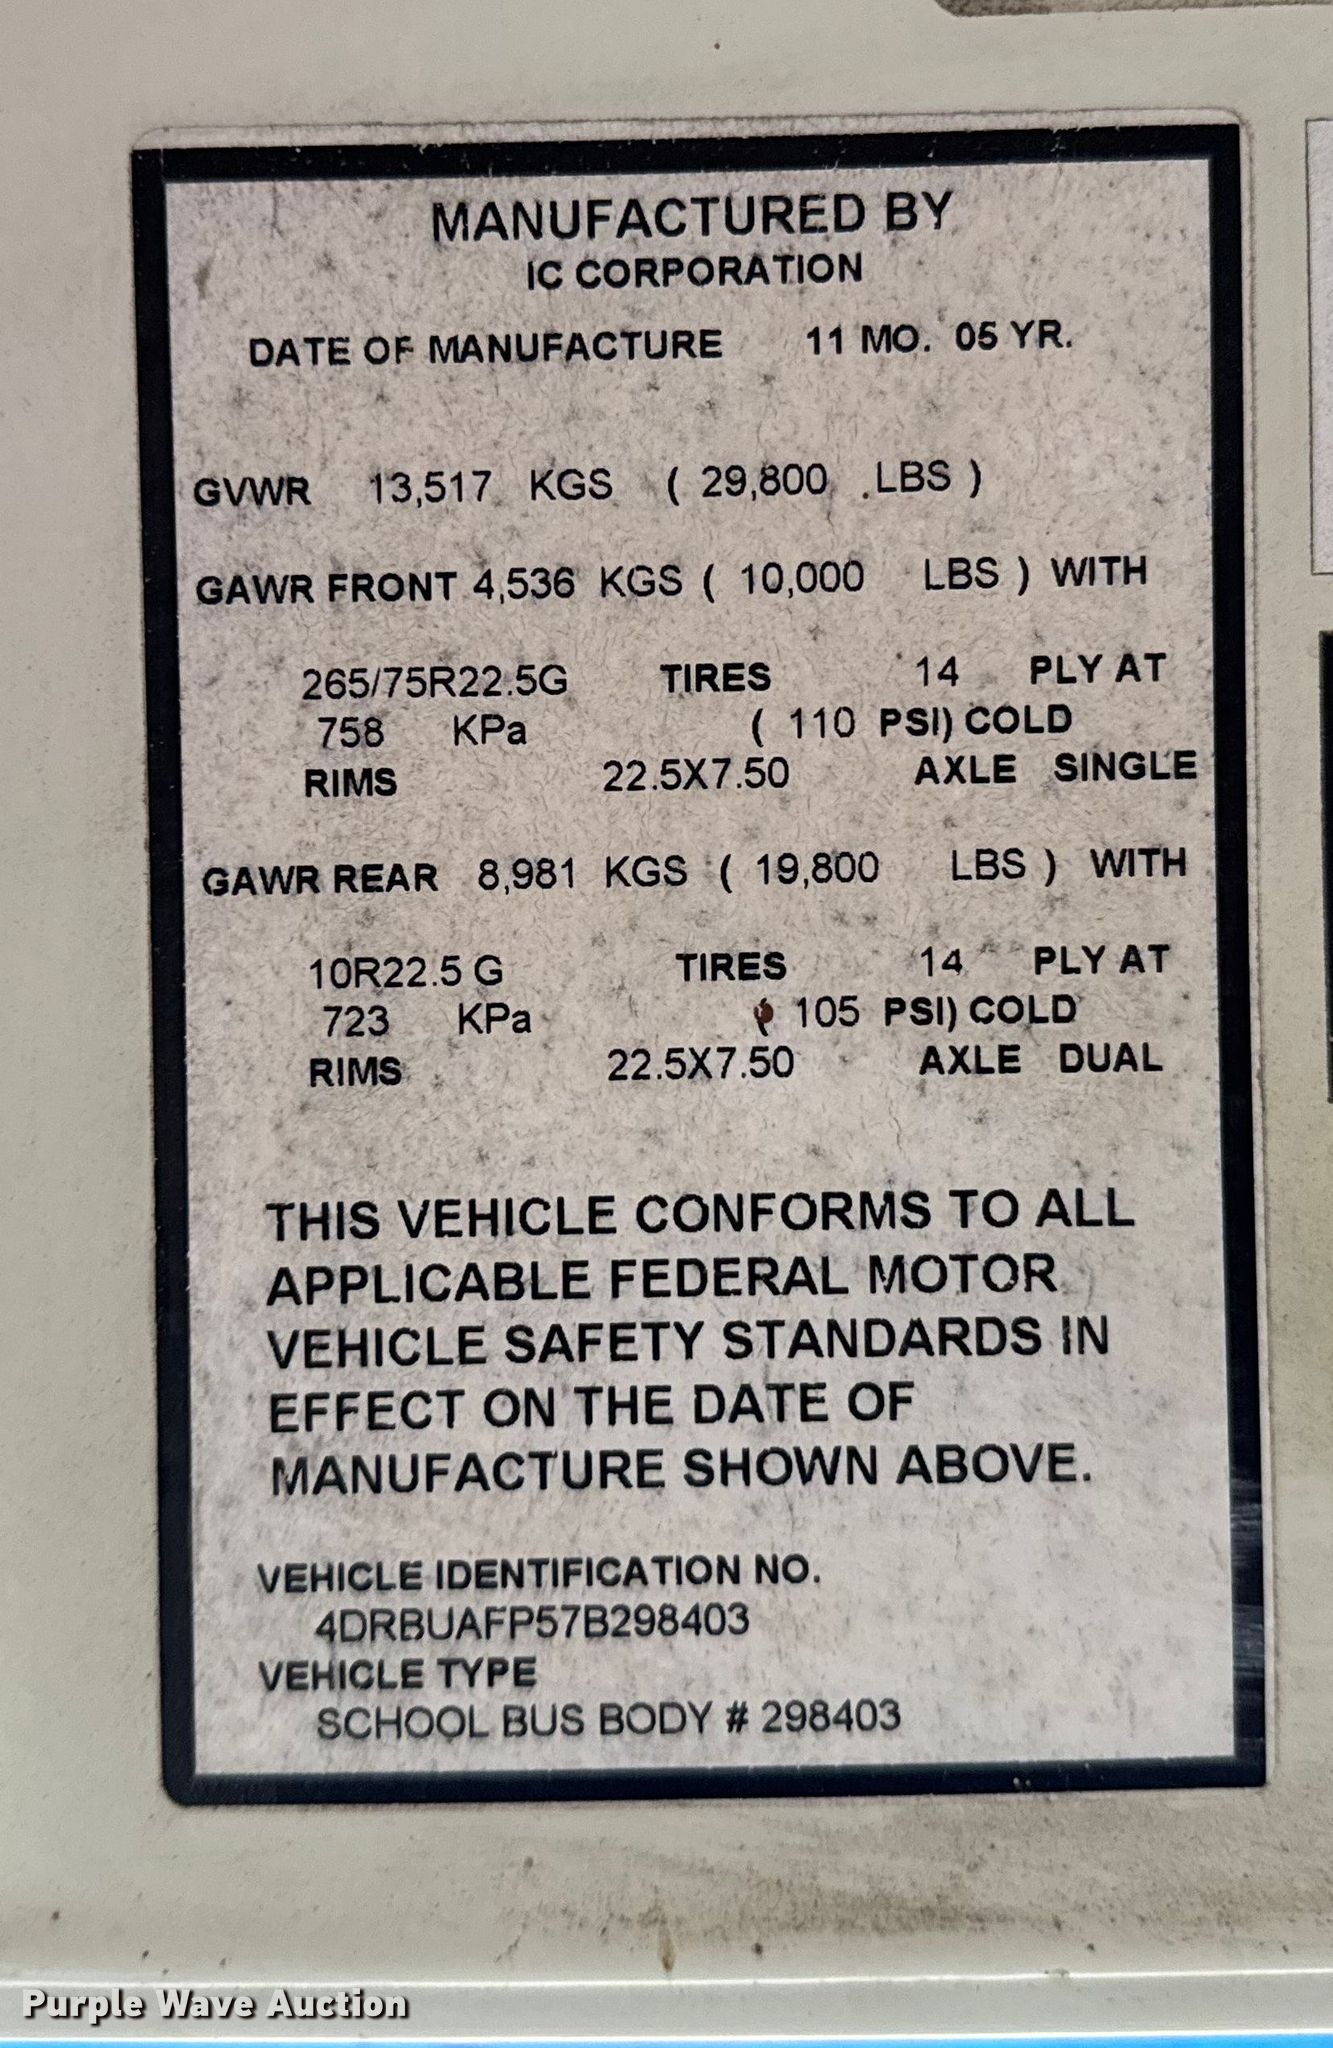 MANUFACTURED BY
IC CORPORATION
DATE OF MANUFACTURE 11 MO. 05 YR.
GVWR 13,517 KGS ( 29,800 LBS )
GAWR FRONT 4,536 KGS ( 10,000 LBS ) WITH
265/75R22.5G TIRES 14 PLY AT
758 KPa ( 110 PSI) COLD
RIMS 22.5X7.50 AXLE SINGLE
GAWR REAR 8,981 KGS ( 19,800 LBS ) WITH
10R22.5 G TIRES 14 PLY AT
723 KPa ( 105 PSI) COLD
RIMS 22.5X7.50 AXLE DUAL
THIS VEHICLE CONFORMS TO ALL
APPLICABLE FEDERAL MOTOR
VEHICLE SAFETY STANDARDS IN
EFFECT ON THE DATE OF
MANUFACTURE SHOWN ABOVE.
VEHICLE IDENTIFICATION NO.
4DRBUAFP57B298403
VEHICLE TYPE
SCHOOL BUS BODY # 298403
Purple Wave Auction